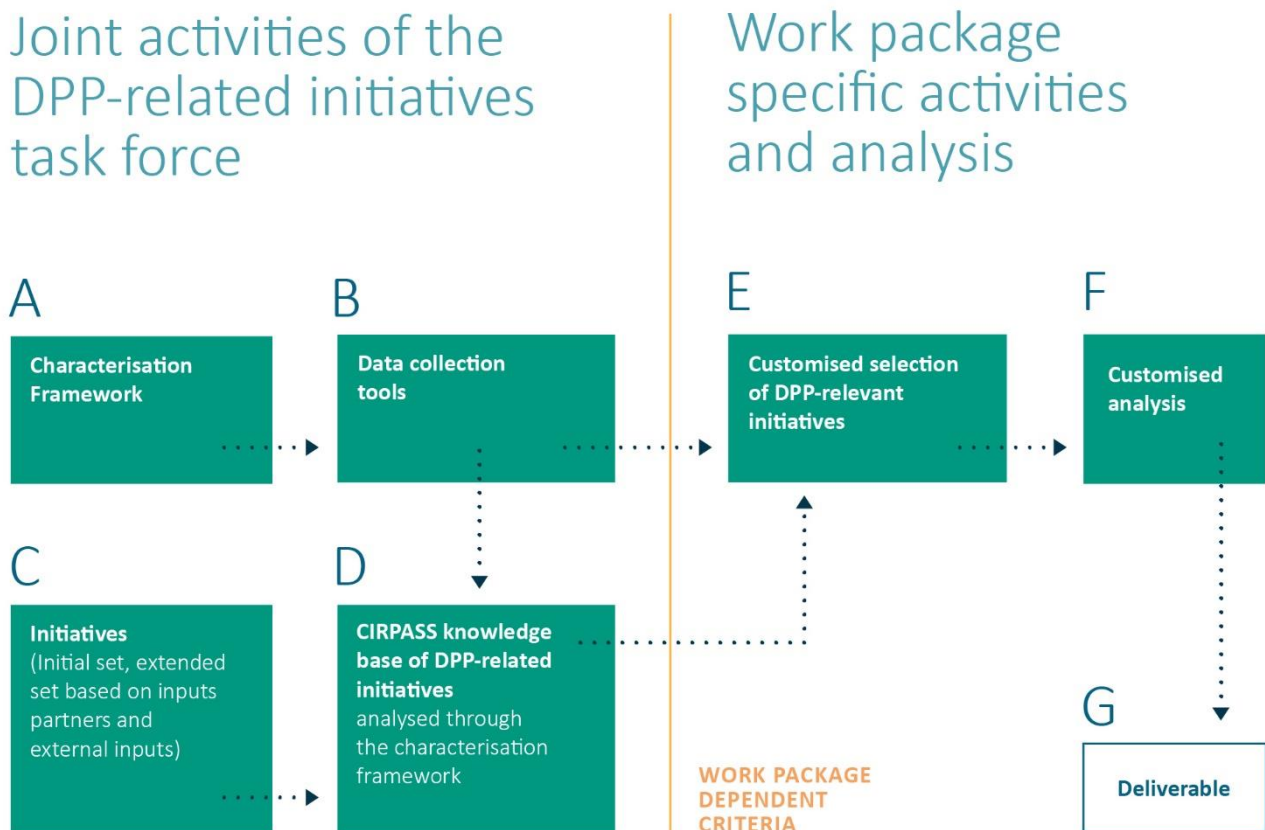 Joint activities of the
DPP-related initiatives
task force
Work package
specific activities
and analysis
A
Characterisation
Framework
B
Data collection
tools
E
Customised selection
of DPP-relevant
initiatives
F
Customised
analysis
C
Initiatives
(Initial set, extended
set based on inputs
partners and
external inputs)
D
CIRPASS knowledge
base of DPP-related
initiatives
analysed through
the characterisation
framework
WORK PACKAGE
DEPENDENT
CRITERIA
G
Deliverable